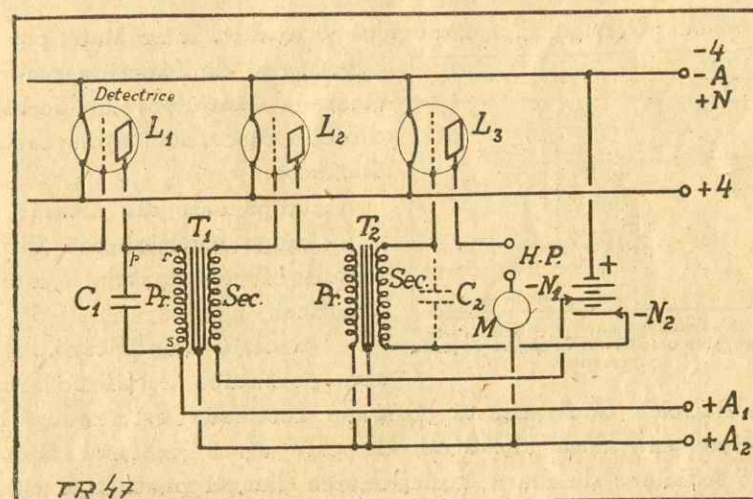 -4
-A
+N
Detectrice
L1
L2
L3
+4
T1
T2
H.P.
p
r
C1
Pr.
Sec.
Pr.
Sec.
C2
M
-N1
+
-N2
s
+A1
+A2
TR 47